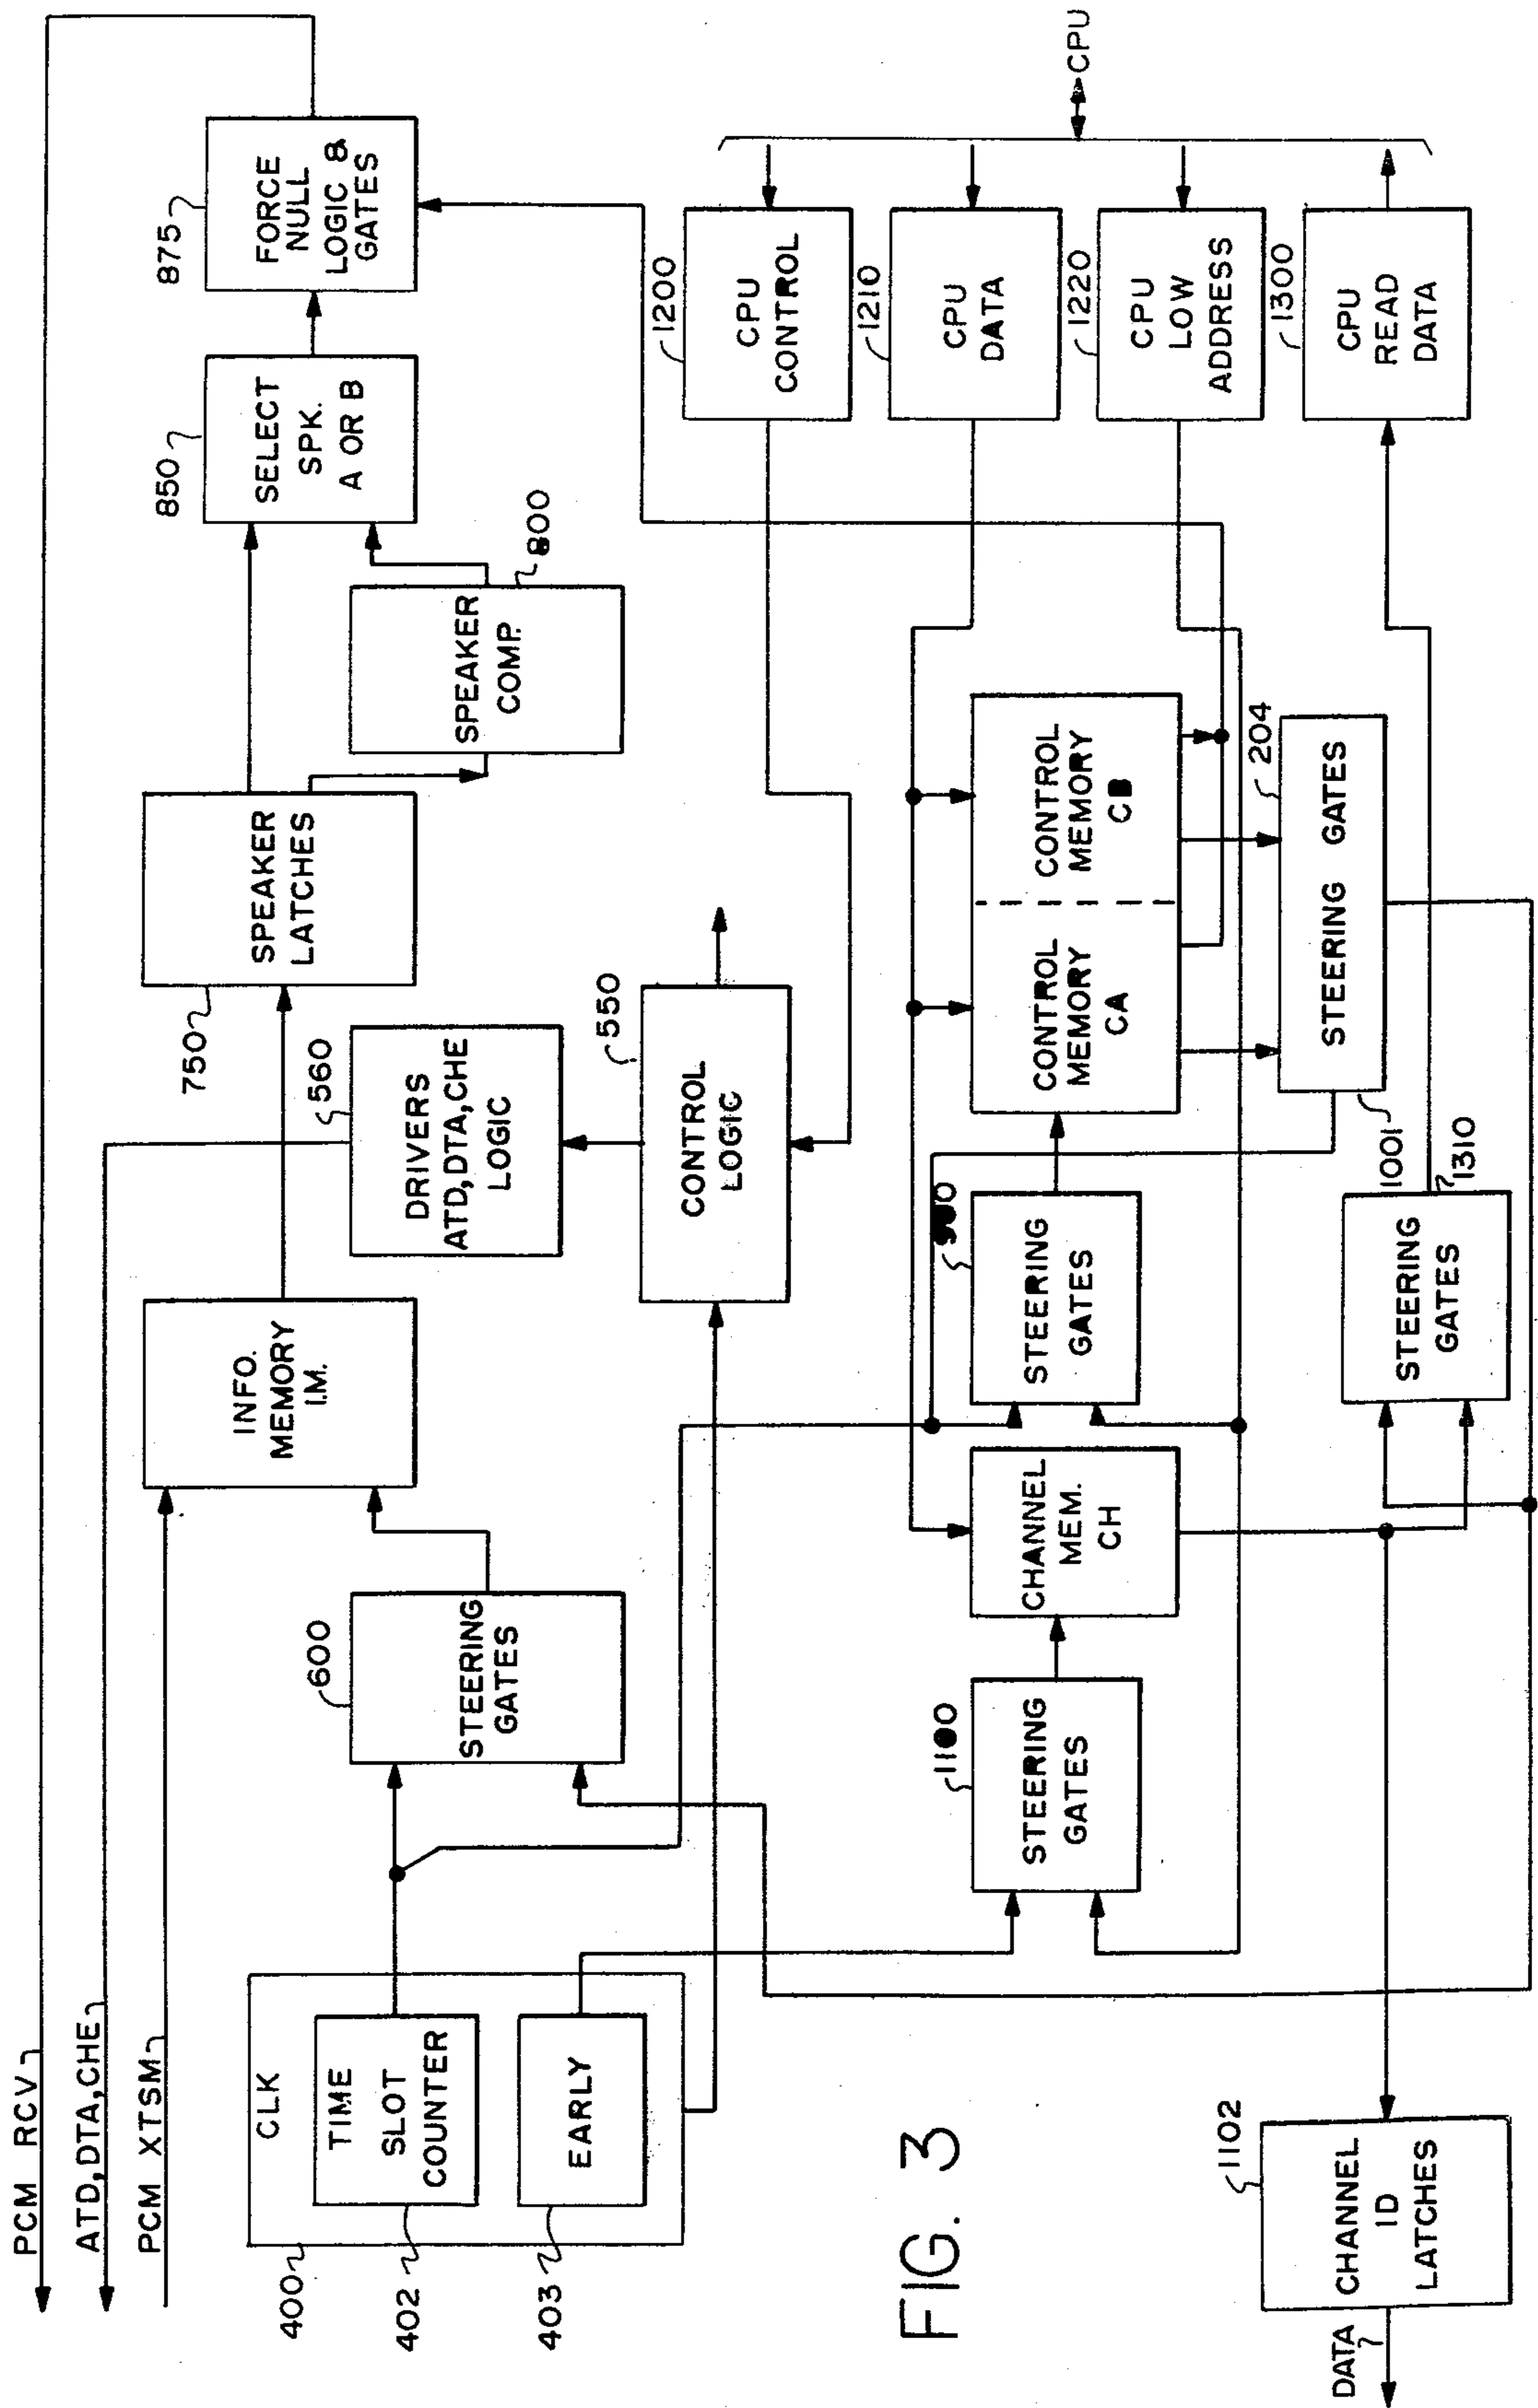 PCM RCV
ATD,DTA,CHE
PCM XTSM
400
CLK
402
TIME
SLOT
COUNTER
403
EARLY
600
STEERING
GATES
INFO.
MEMORY
I.M.
750
SPEAKER
LATCHES
SPEAKER
COMP.
800
850
SELECT
SPK.
A OR B
875
FORCE
NULL
LOGIC &
GATES
560
DRIVERS
ATD,DTA,CHE
LOGIC
550
CONTROL
LOGIC
1200
CPU
CONTROL
1210
CPU
DATA
1220
CPU
LOW
ADDRESS
1300
CPU
READ
DATA
CPU
1100
STEERING
GATES
CHANNEL
MEM.
CH
STEERING
GATES
CONTROL
MEMORY
CA
CONTROL
MEMORY
CB
204
STEERING GATES
1001
1310
STEERING
GATES
1102
CHANNEL
ID
LATCHES
DATA
FIG. 3